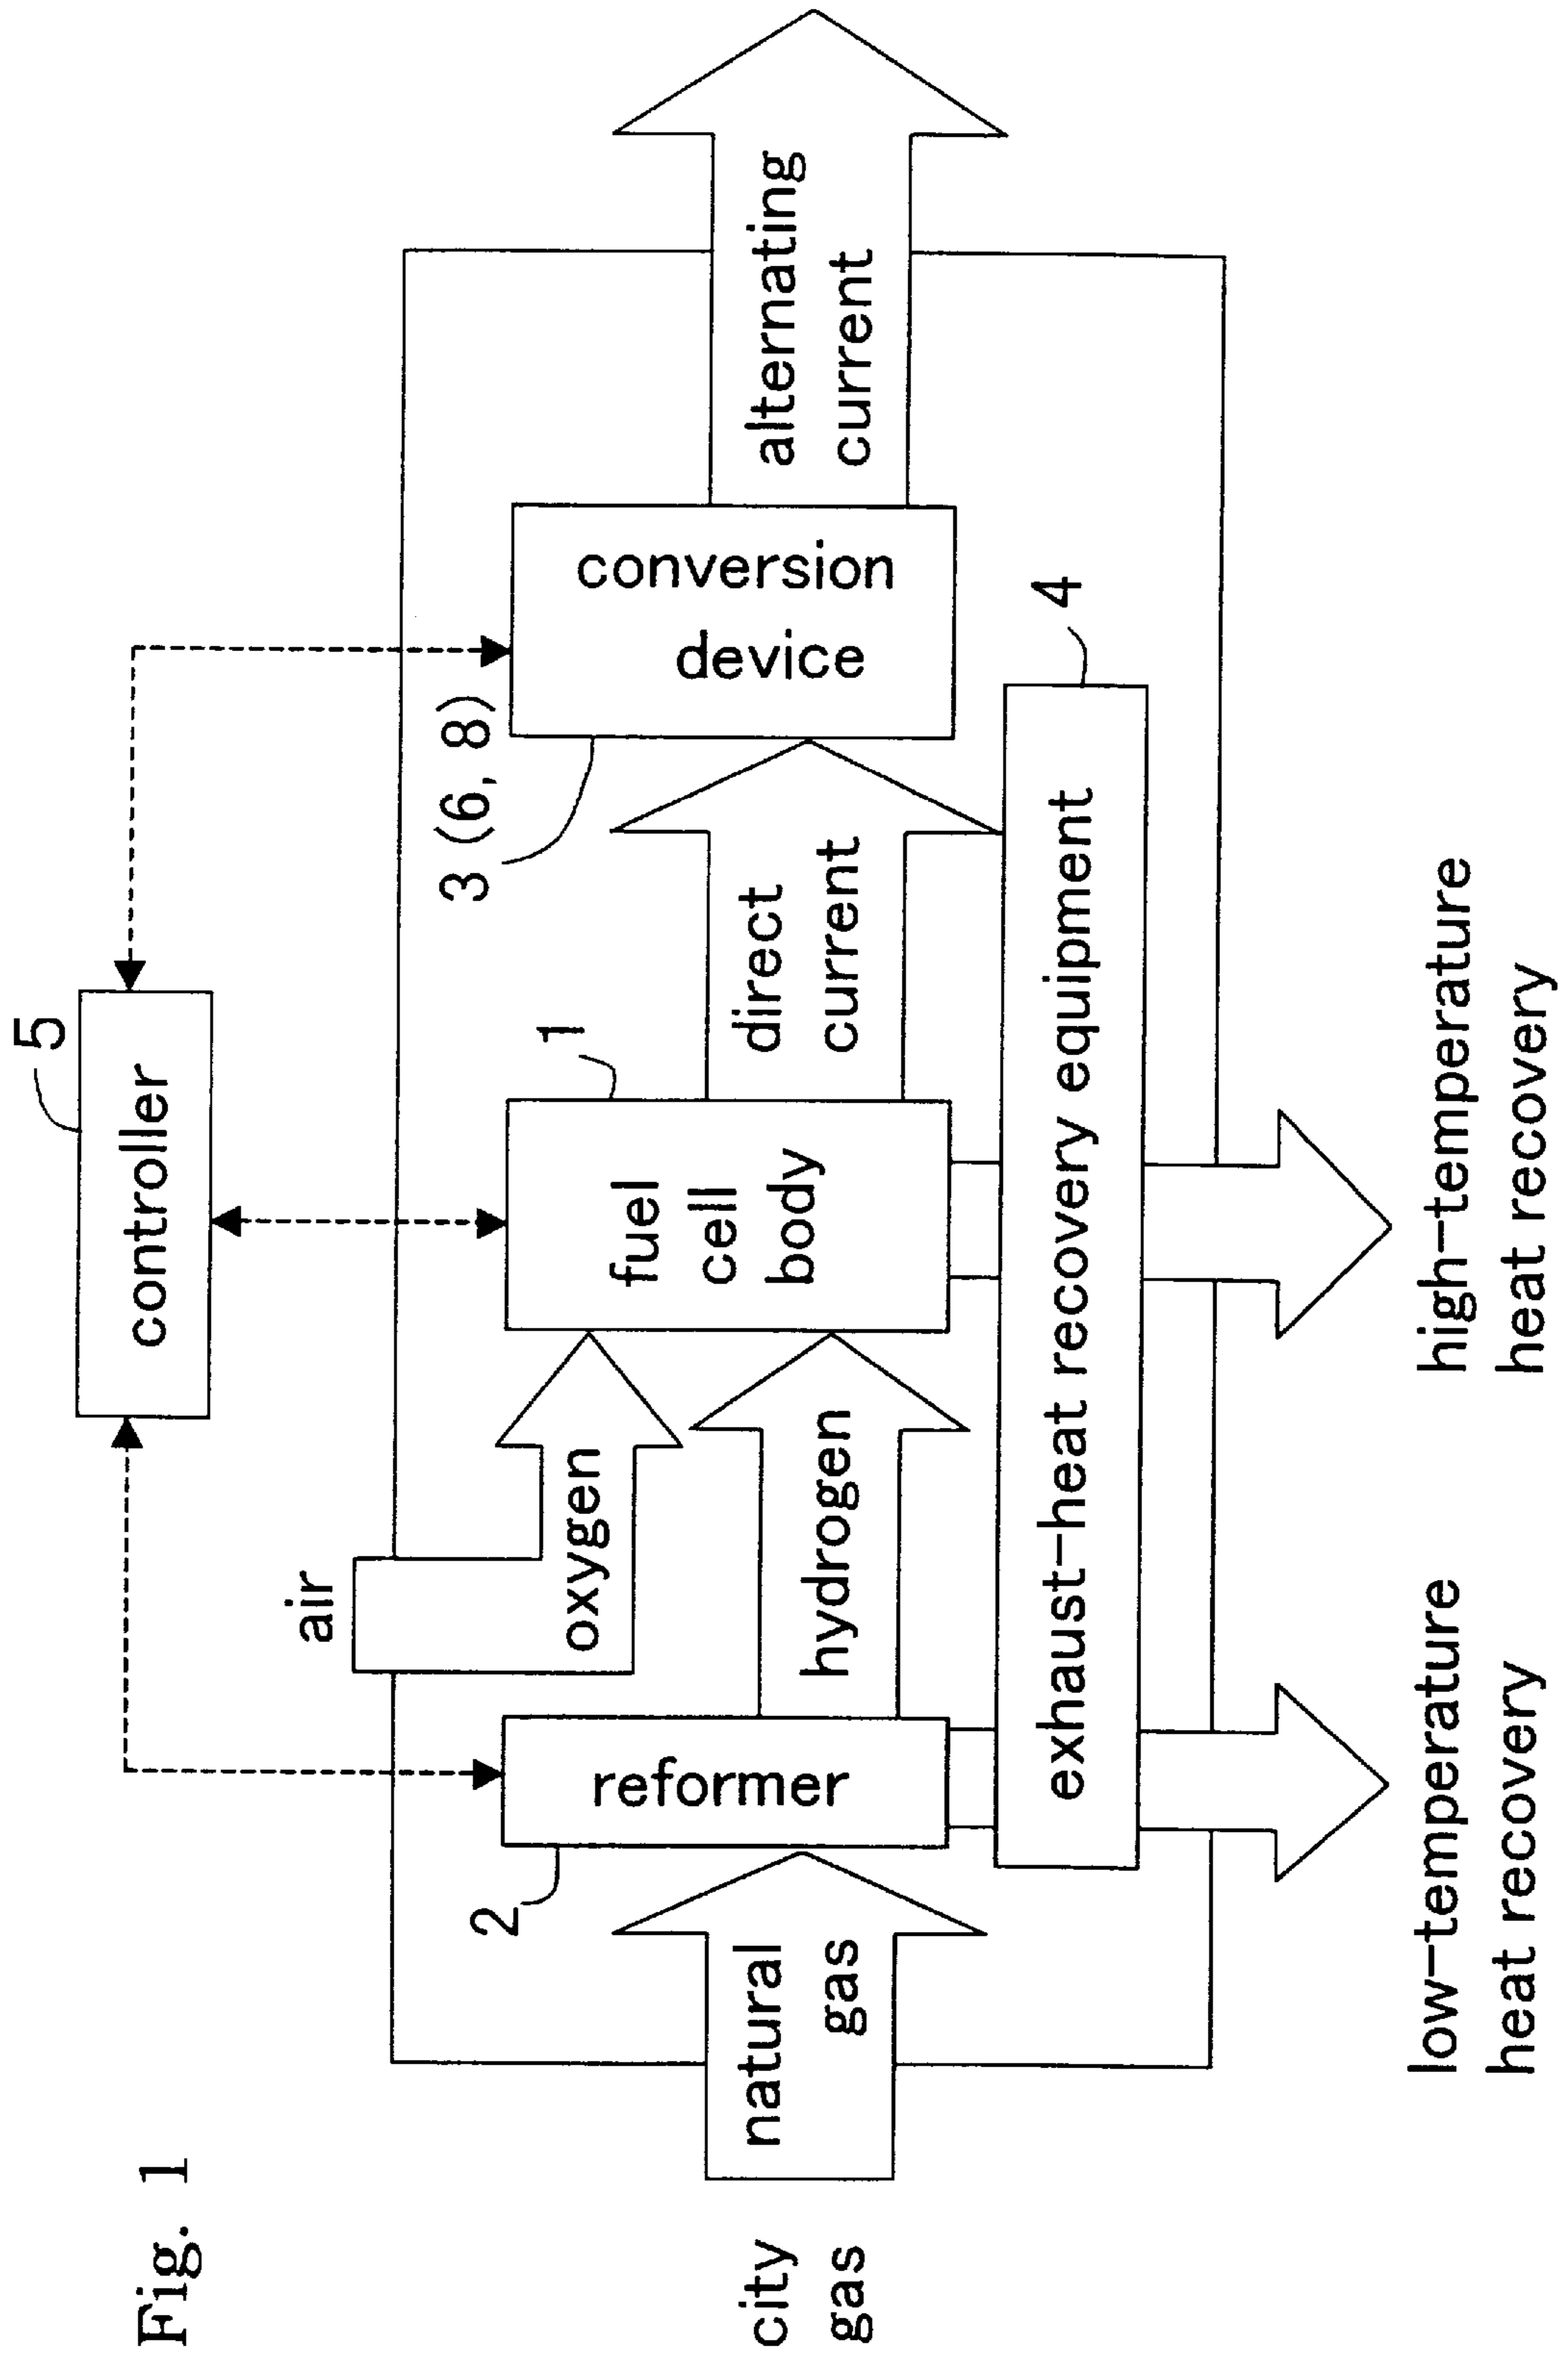 Fig. 1
5
controller
air
3 (6, 8)
2
1
oxygen
city
gas
natural
gas
reformer
hydrogen
fuel
cell
body
direct
current
conversion
device
alternating
current
4
exhaust-heat recovery equipment
low-temperature
heat recovery
high-temperature
heat recovery